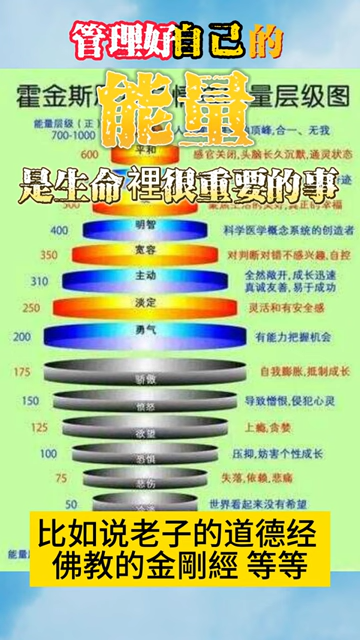 管理好自己的
霍金斯
量层级图
能量
能量层级（正
700-1000
顶峰,合一、无我
平和
600
感官关闭,头脑长久沉默,通灵状态
是生命裡很重要的事
明智
400
科学医学概念系统的创造者
宽容
350
对判断对错不感兴趣,自控
主动
310
全然敞开,成长迅速
真诚友善,易于成功
淡定
250
灵活和有安全感
勇气
200
有能力把握机会
175
骄傲
自我膨胀,抵制成长
150
愤怒
导致憎恨,侵犯心灵
125
欲望
上瘾,贪婪
100
恐惧
压抑,妨害个性成长
75
悲伤
失落,依赖,悲痛
50
世界看起来没有希望
比如说老子的道德经
佛教的金剛經 等等